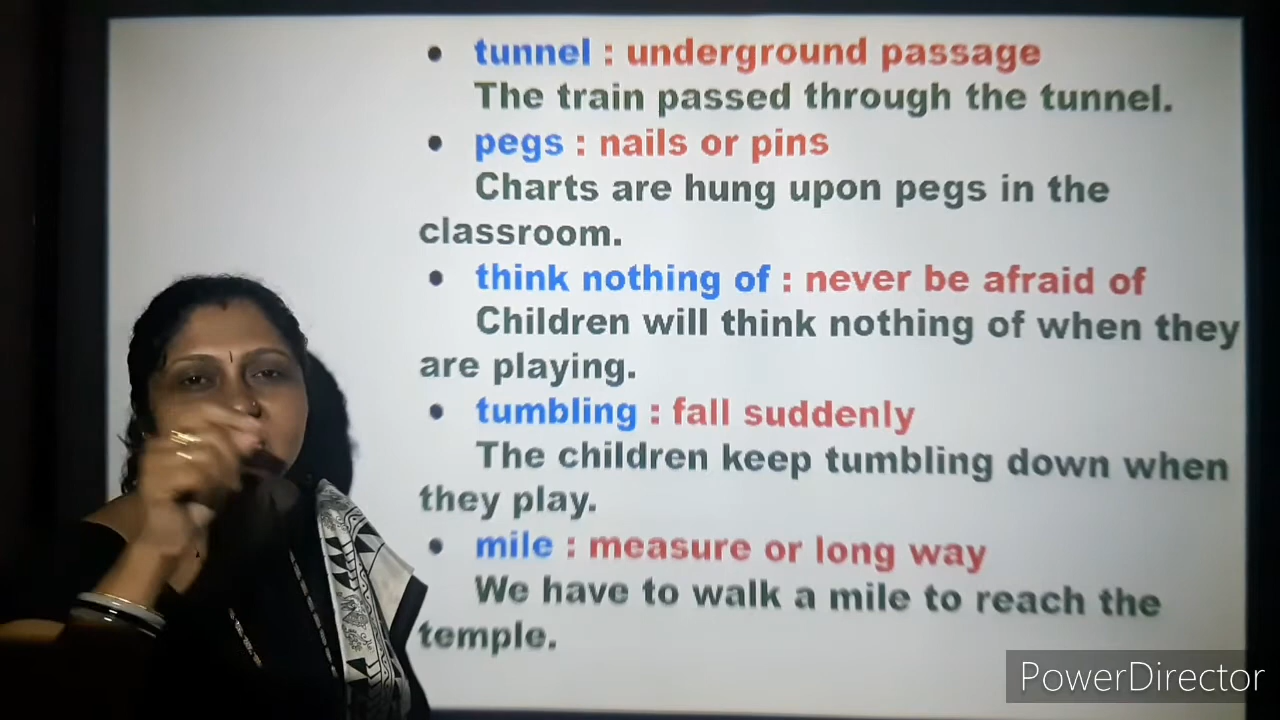 • tunnel : underground passage
The train passed through the tunnel.
• pegs : nails or pins
Charts are hung upon pegs in the
classroom.
• think nothing of : never be afraid of
Children will think nothing of when they
are playing.
• tumbling : fall suddenly
The children keep tumbling down when
they play.
• mile : measure or long way
We have to walk a mile to reach the
temple.
PowerDirector